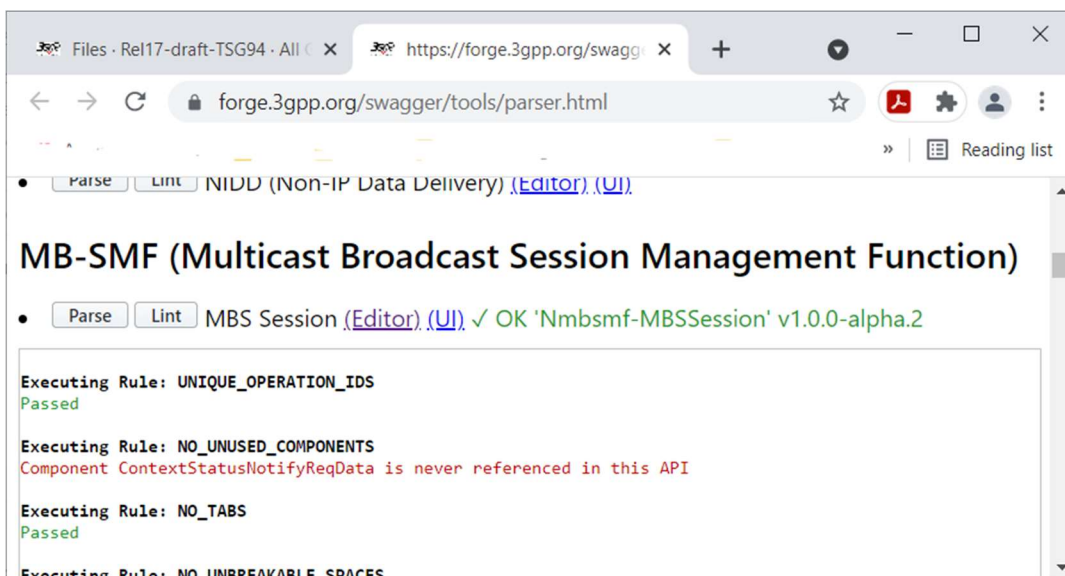 Files · Rel17-draft-TSG94 · All
https://forge.3gpp.org/swagg
forge.3gpp.org/swagger/tools/parser.html
» Reading list
• Parse Lint NIDD (Non-IP Data Delivery) (Editor) (UI)
MB-SMF (Multicast Broadcast Session Management Function)
• Parse Lint MBS Session (Editor) (UI) ✓ OK 'Nmbsmf-MBSSession' v1.0.0-alpha.2
Executing Rule: UNIQUE_OPERATION_IDS
Passed
Executing Rule: NO_UNUSED_COMPONENTS
Component ContextStatusNotifyReqData is never referenced in this API
Executing Rule: NO_TABS
Passed
Executing Rule: NO_UNBREAKABLE_SPACES